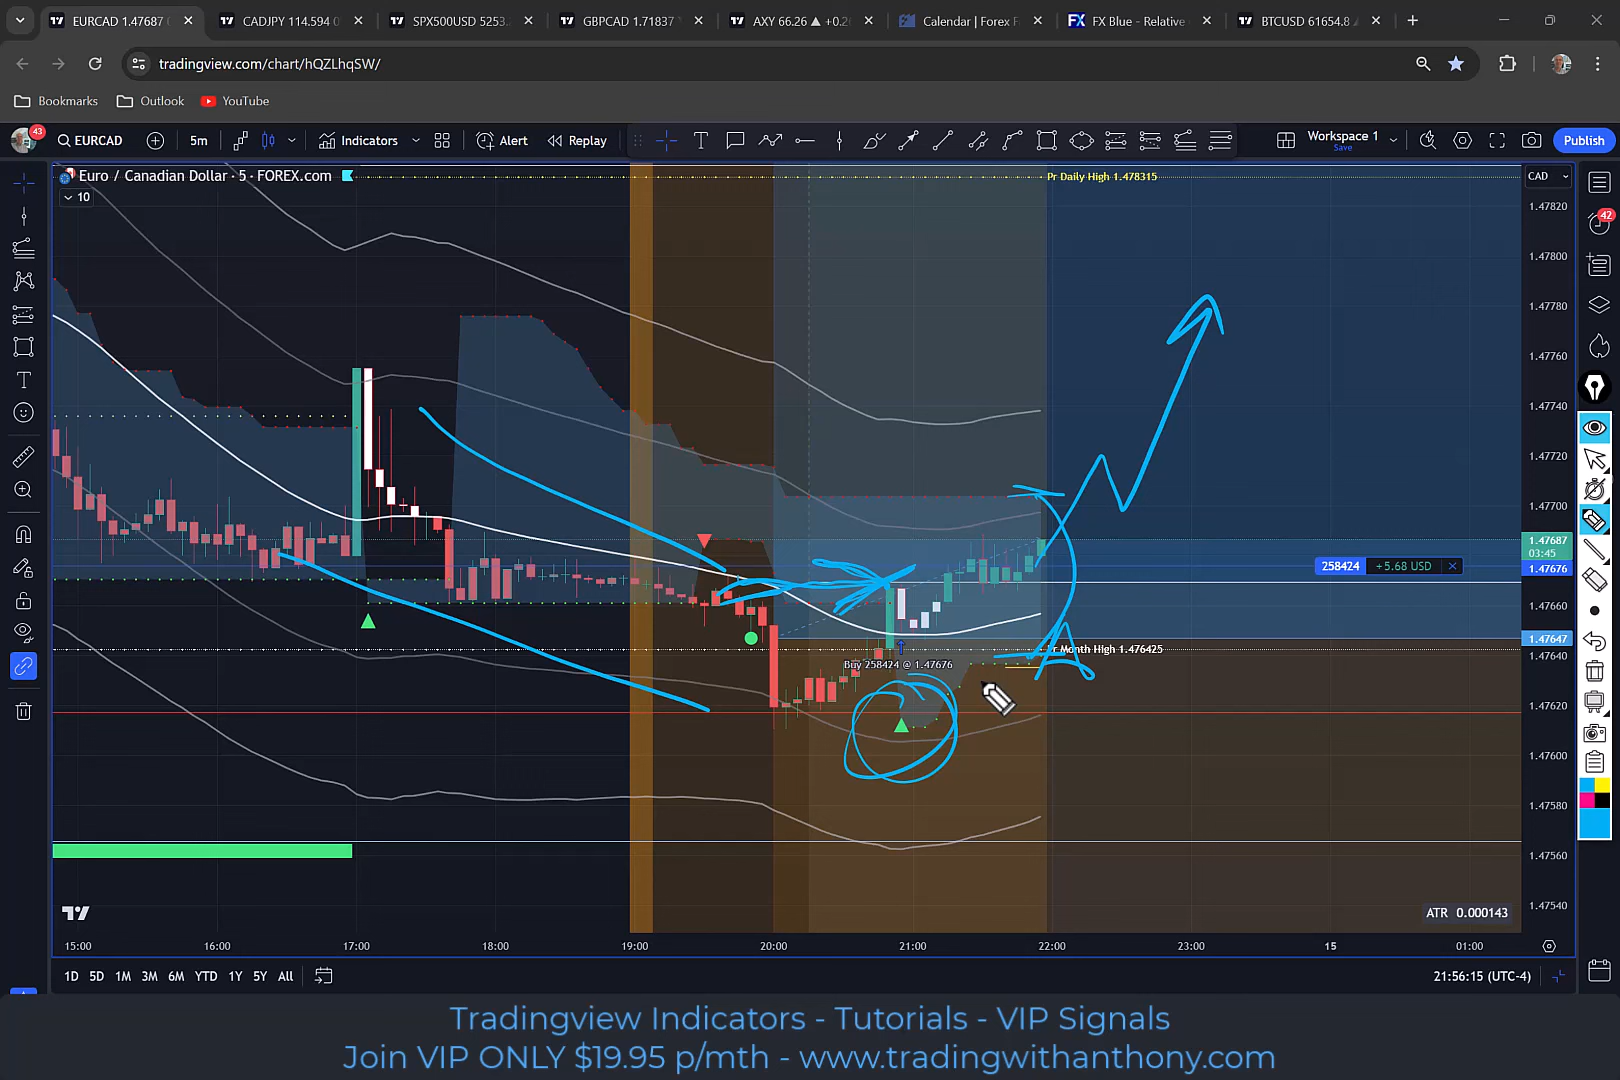 EURCAD 1.47687
CADJPY 114.594
SPX500USD 5253.
GBPCAD 1.71837
AXY 66.26 ▲ +0.2
Calendar | Forex F
FX Blue - Relative
BTCUSD 61654.8
tradingview.com/chart/hQZLhqSW/
Bookmarks
Outlook
YouTube
43
EURCAD
5m
Indicators
Alert
Replay
Workspace 1
Save
Publish
Euro / Canadian Dollar · 5 · FOREX.com
10
Pr Daily High 1.478315
CAD
42
1.47820
1.47800
1.47780
1.47760
1.47740
1.47720
1.47700
1.47687
03:45
258424 +5.68 USD
1.47676
1.47660
1.47647
Month High 1.476425
1.47640
Buy 258424 @ 1.47676
1.47620
1.47600
1.47580
1.47560
1.47540
ATR 0.000143
15:00 16:00 17:00 18:00 19:00 20:00 21:00 22:00 23:00 15 01:00
1D 5D 1M 3M 6M YTD 1Y 5Y All
21:56:15 (UTC-4)
Tradingview Indicators - Tutorials - VIP Signals
Join VIP ONLY $19.95 p/mth - www.tradingwithanthony.com